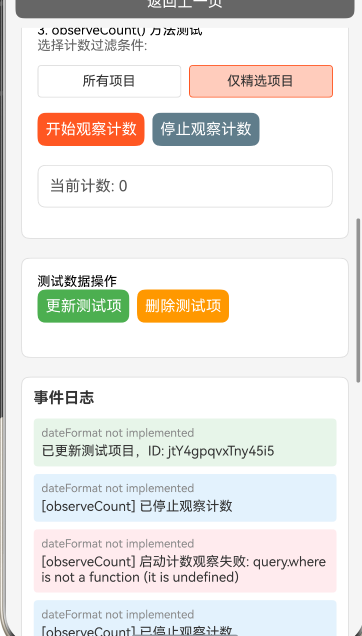 返回上一页
3. observeCount() 方法测试
选择计数过滤条件:
所有项目
仅精选项目
开始观察计数
停止观察计数
当前计数: 0
测试数据操作
更新测试项
删除测试项
事件日志
dateFormat not implemented
已更新测试项，ID: jtY4gpqvxTny45i5
dateFormat not implemented
[observeCount] 已停止观察计数
dateFormat not implemented
[observeCount] 启动计数观察失败: query.where
is not a function (it is undefined)
dateFormat not implemented
[observeCount] 已停止观察计数